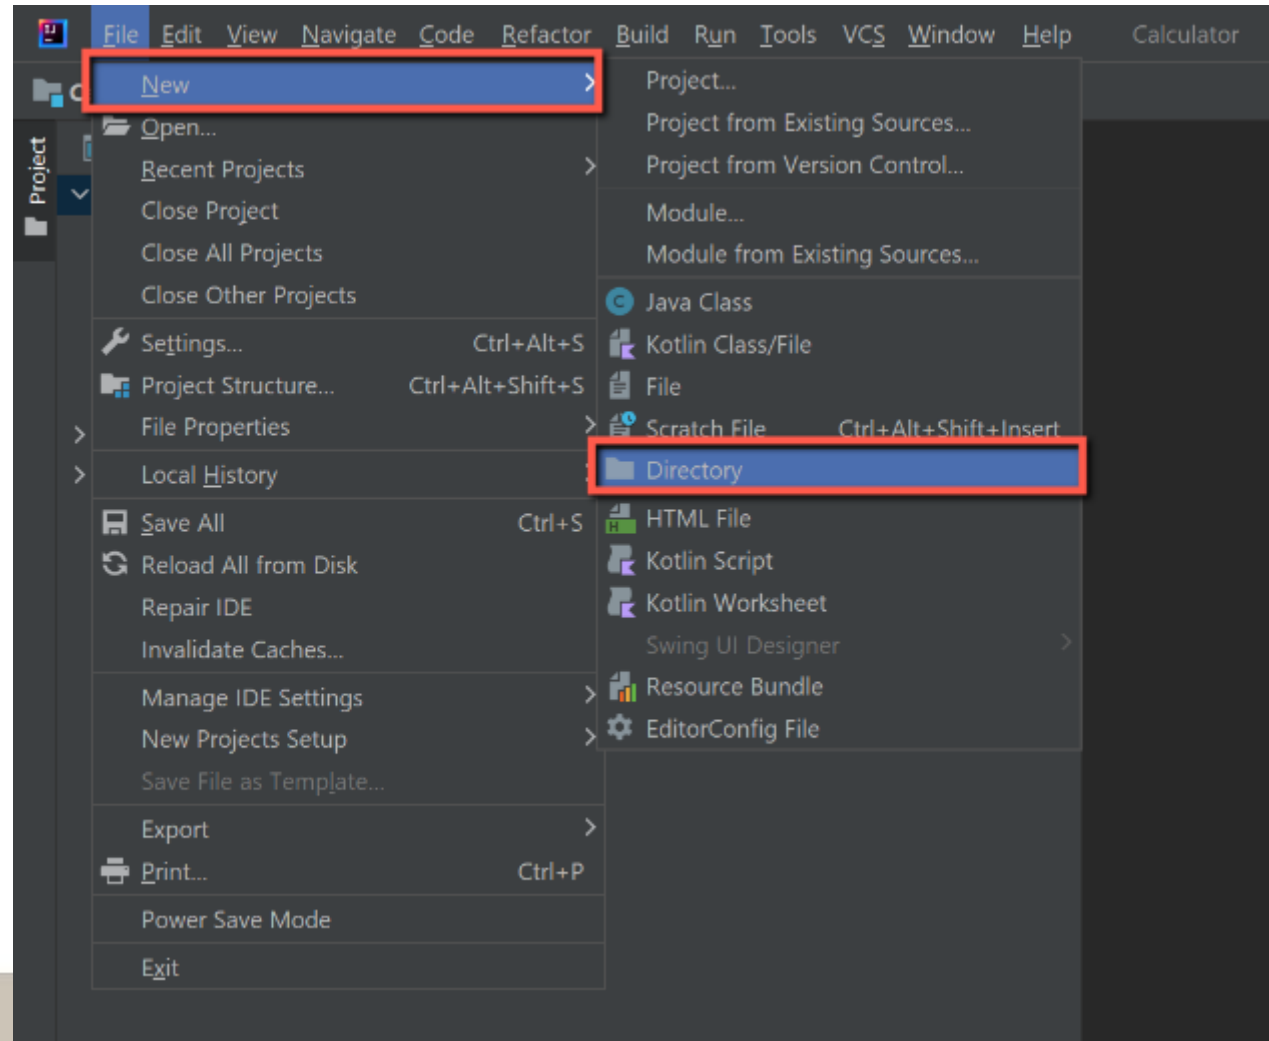 File Edit View Navigate Code Refactor Build Run Tools VCS Window Help Calculator
Project
New
Open...
Recent Projects
Close Project
Close All Projects
Close Other Projects
Settings... Ctrl+Alt+S
Project Structure... Ctrl+Alt+Shift+S
File Properties
Local History
Save All Ctrl+S
Reload All from Disk
Repair IDE
Invalidate Caches...
Manage IDE Settings
New Projects Setup
Save File as Template...
Export
Print... Ctrl+P
Power Save Mode
Exit
Project...
Project from Existing Sources...
Project from Version Control...
Module...
Module from Existing Sources...
Java Class
Kotlin Class/File
File
Scratch File Ctrl+Alt+Shift+Insert
Directory
HTML File
Kotlin Script
Kotlin Worksheet
Swing UI Designer
Resource Bundle
EditorConfig File